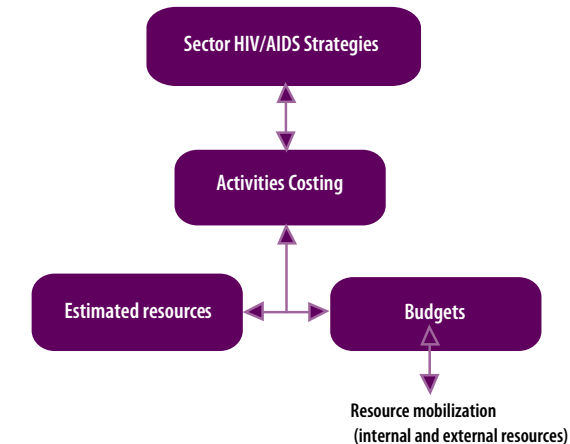 Sector HIV/AIDS Strategies
Activities Costing
Estimated resources
Budgets
Resource mobilization
(internal and external resources)